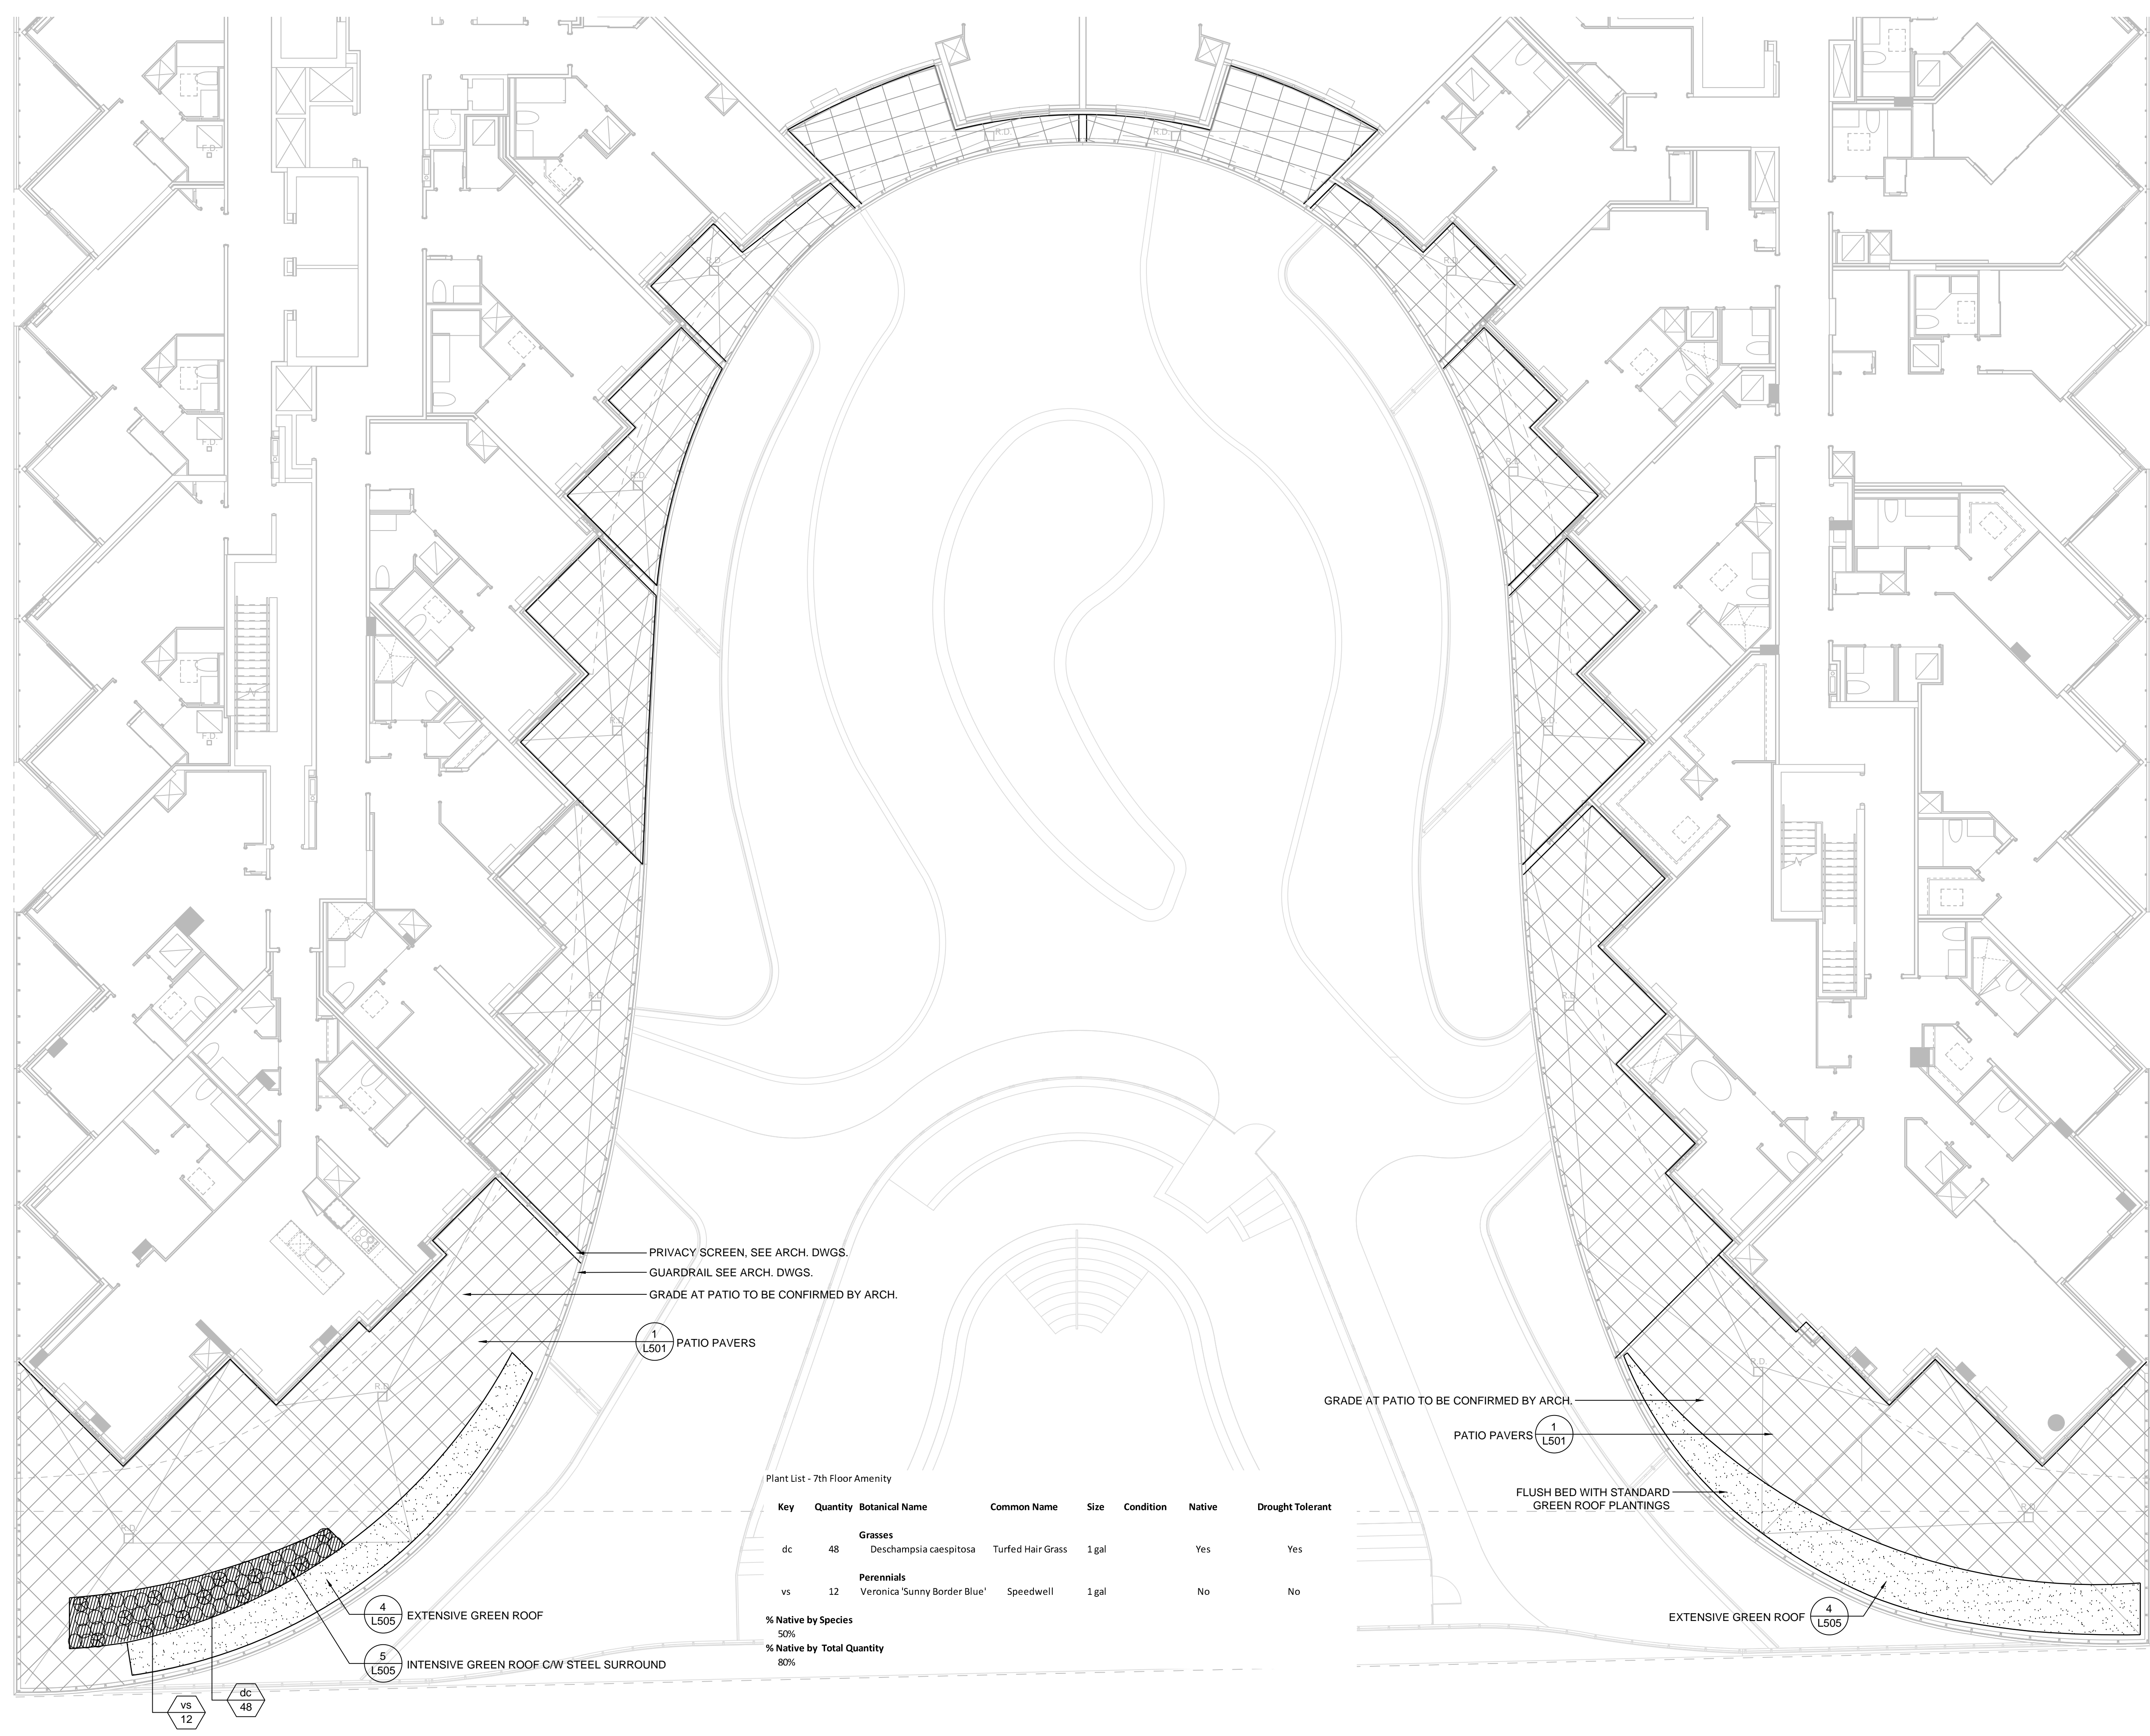 R.D.
R.D.
F.D.
R.D.
R.D.
F.D.
R.D.
R.D.
F.D.
R.D.
R.D.
R.D.
R.D.
PRIVACY SCREEN, SEE ARCH. DWGS.
GUARDRAIL SEE ARCH. DWGS.
GRADE AT PATIO TO BE CONFIRMED BY ARCH.
1
L501
PATIO PAVERS
R.D.
R.D.
GRADE AT PATIO TO BE CONFIRMED BY ARCH.
PATIO PAVERS
1
L501
FLUSH BED WITH STANDARD
GREEN ROOF PLANTINGS
R.D.
R.D.
Plant List - 7th Floor Amenity
Key Quantity Botanical Name Common Name Size Condition Native Drought Tolerant
Grasses
dc 48 Deschampsia caespitosa Turfed Hair Grass 1 gal Yes Yes
Perennials
vs 12 Veronica 'Sunny Border Blue' Speedwell 1 gal No No
% Native by Species
50%
% Native by Total Quantity
80%
4
L505
EXTENSIVE GREEN ROOF
EXTENSIVE GREEN ROOF
4
L505
5
L505
INTENSIVE GREEN ROOF C/W STEEL SURROUND
dc
48
vs
12